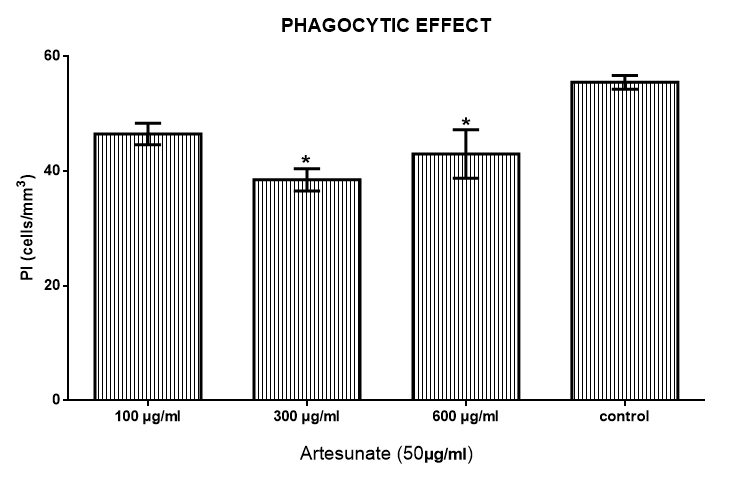 PHAGOCYTIC EFFECT
60
40
20
0
PI (cells/mm³)
*
*
100 µg/ml
300 µg/ml
600 µg/ml
control
Artesunate (50µg/ml)